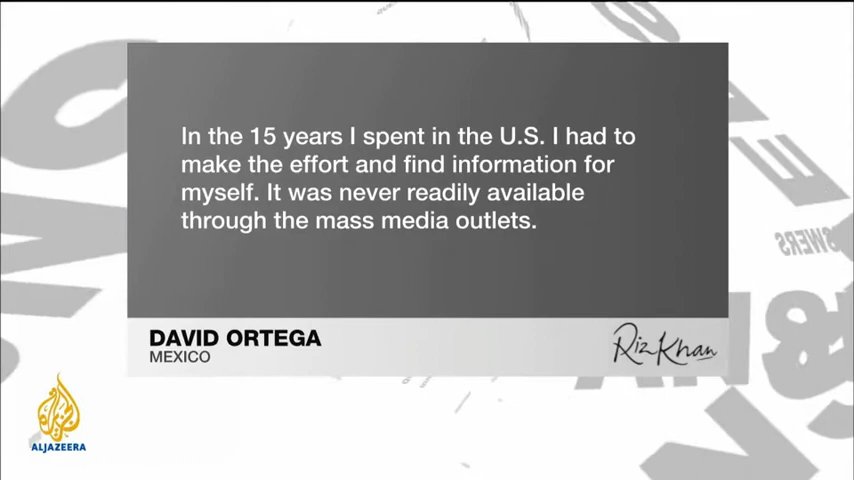 In the 15 years I spent in the U.S. I had to
make the effort and find information for
myself. It was never readily available
through the mass media outlets.
DAVID ORTEGA
MEXICO
Riz Khan
ALJAZEERA